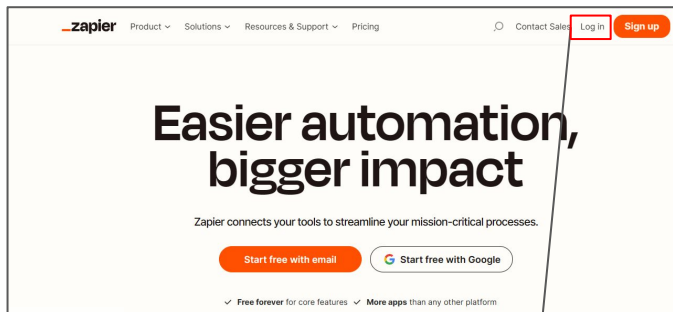 zapier Product Solutions Resources & Support Pricing Contact Sales Log in Sign up
Easier automation,
bigger impact
Zapier connects your tools to streamline your mission-critical processes.
Start free with email Start free with Google
Free forever for core features More apps than any other platform